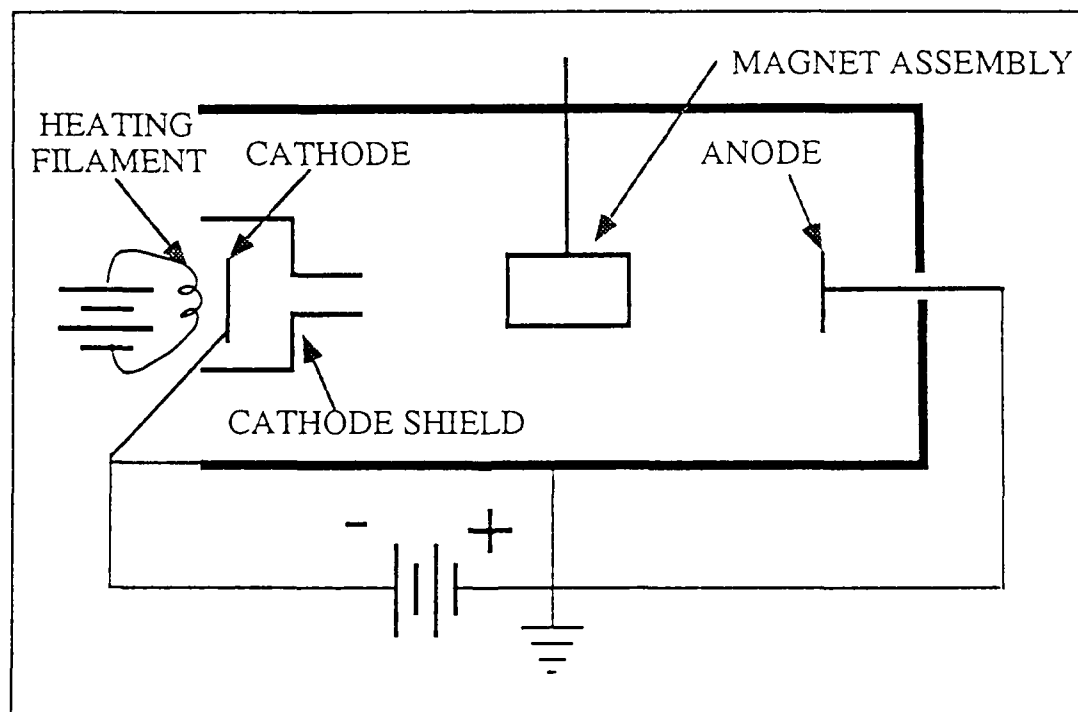 MAGNET ASSEMBLY
HEATING
FILAMENT
CATHODE
ANODE
CATHODE SHIELD
- +